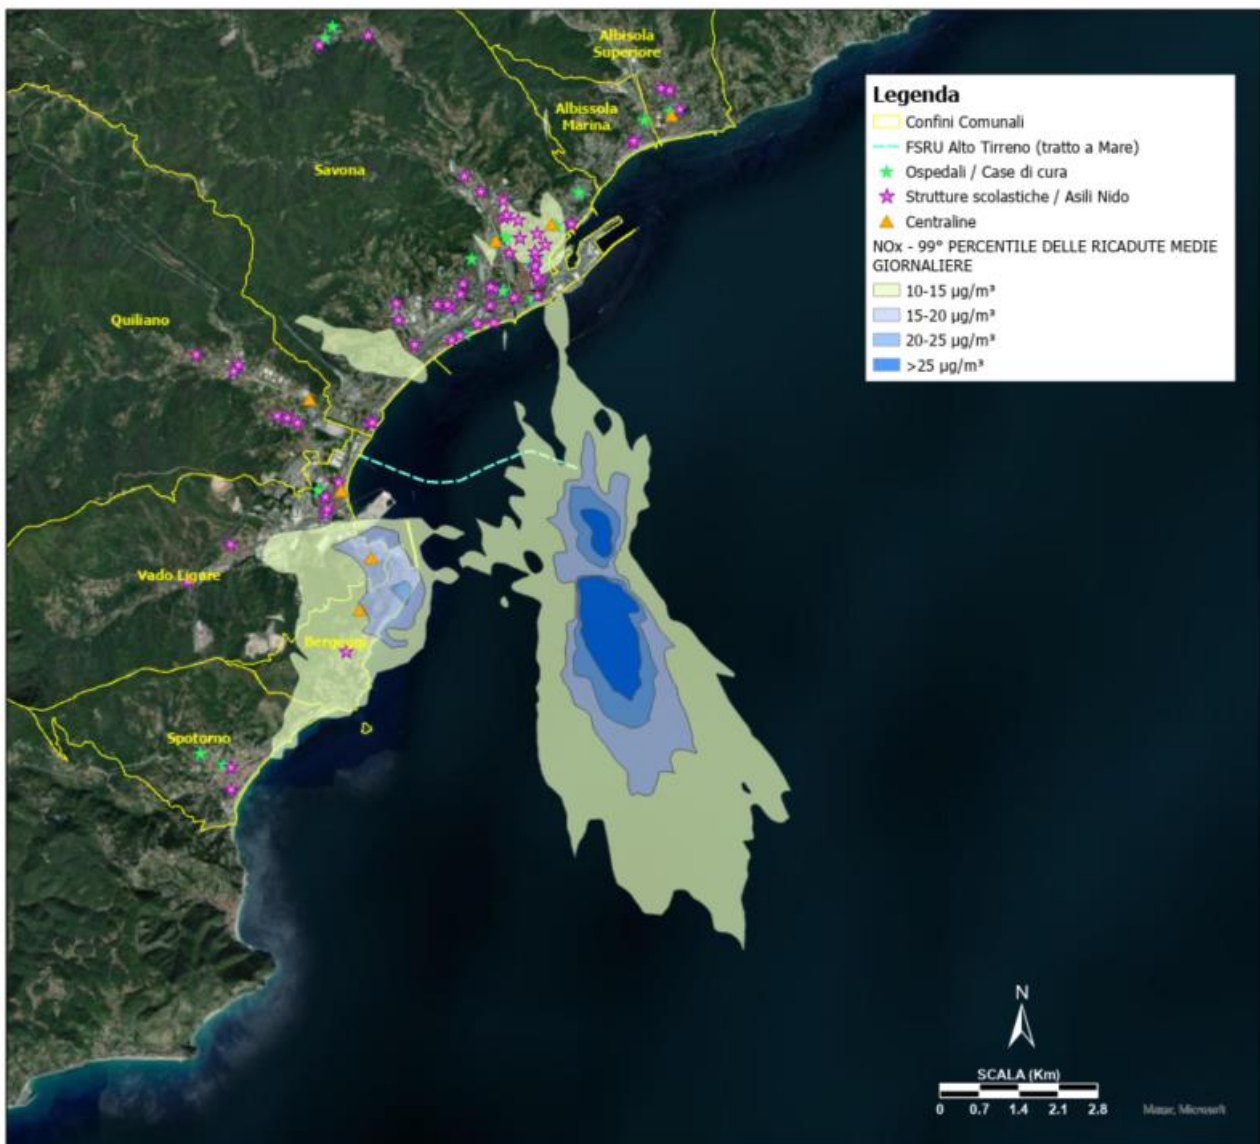 Albisola
Superiore
Albissola
Marina
Savona
Quiliano
Vado Ligure
Bergeggi
Spotorno
Legenda
Confini Comunali
FSRU Alto Tirreno (tratto a Mare)
Ospedali / Case di cura
Strutture scolastiche / Asili Nido
Centraline
NOx - 99° PERCENTILE DELLE RICADUTE MEDIE
GIORNALIERE
10-15 µg/m³
15-20 µg/m³
20-25 µg/m³
>25 µg/m³
N
SCALA (Km)
0 0.7 1.4 2.1 2.8
Maxar, Microsoft